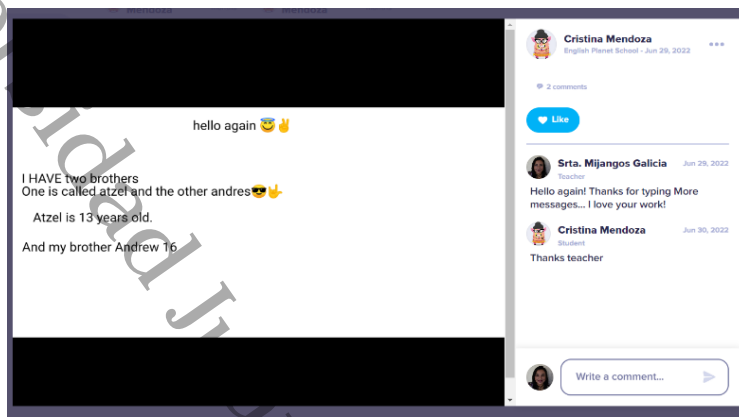 Mendoza Mendoza
hello again 😇✌
I HAVE two brothers
One is called atzel and the other andres😎🤟
Atzel is 13 years old.
And my brother Andrew 16
Cristina Mendoza
English Planet School - Jun 29, 2022
2 comments
Like
Srta. Mijangos Galicia Jun 29, 2022
Teacher
Hello again! Thanks for typing More
messages... I love your work!
Cristina Mendoza Jun 30, 2022
Student
Thanks teacher
Write a comment...